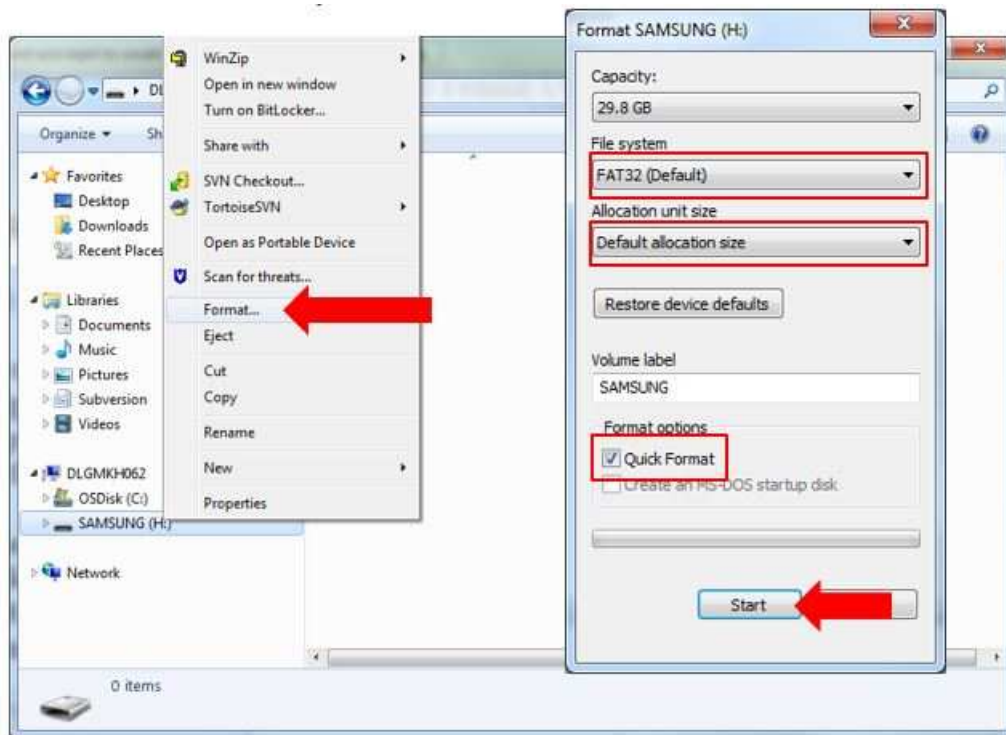 DL
Organize
Sh
Favorites
Desktop
Downloads
Recent Places
Libraries
Documents
Music
Pictures
Subversion
Videos
DLGMKH062
OSDisk (C:)
SAMSUNG (H:)
Network
0 items
WinZip
Open in new window
Turn on BitLocker...
Share with
SVN Checkout...
TortoiseSVN
Open as Portable Device
Scan for threats...
Format...
Eject
Cut
Copy
Rename
New
Properties
Format SAMSUNG (H:)
Capacity:
29.8 GB
File system
FAT32 (Default)
Allocation unit size
Default allocation size
Restore device defaults
Volume label
SAMSUNG
Format options
Quick Format
Create an MS-DOS startup disk
Start